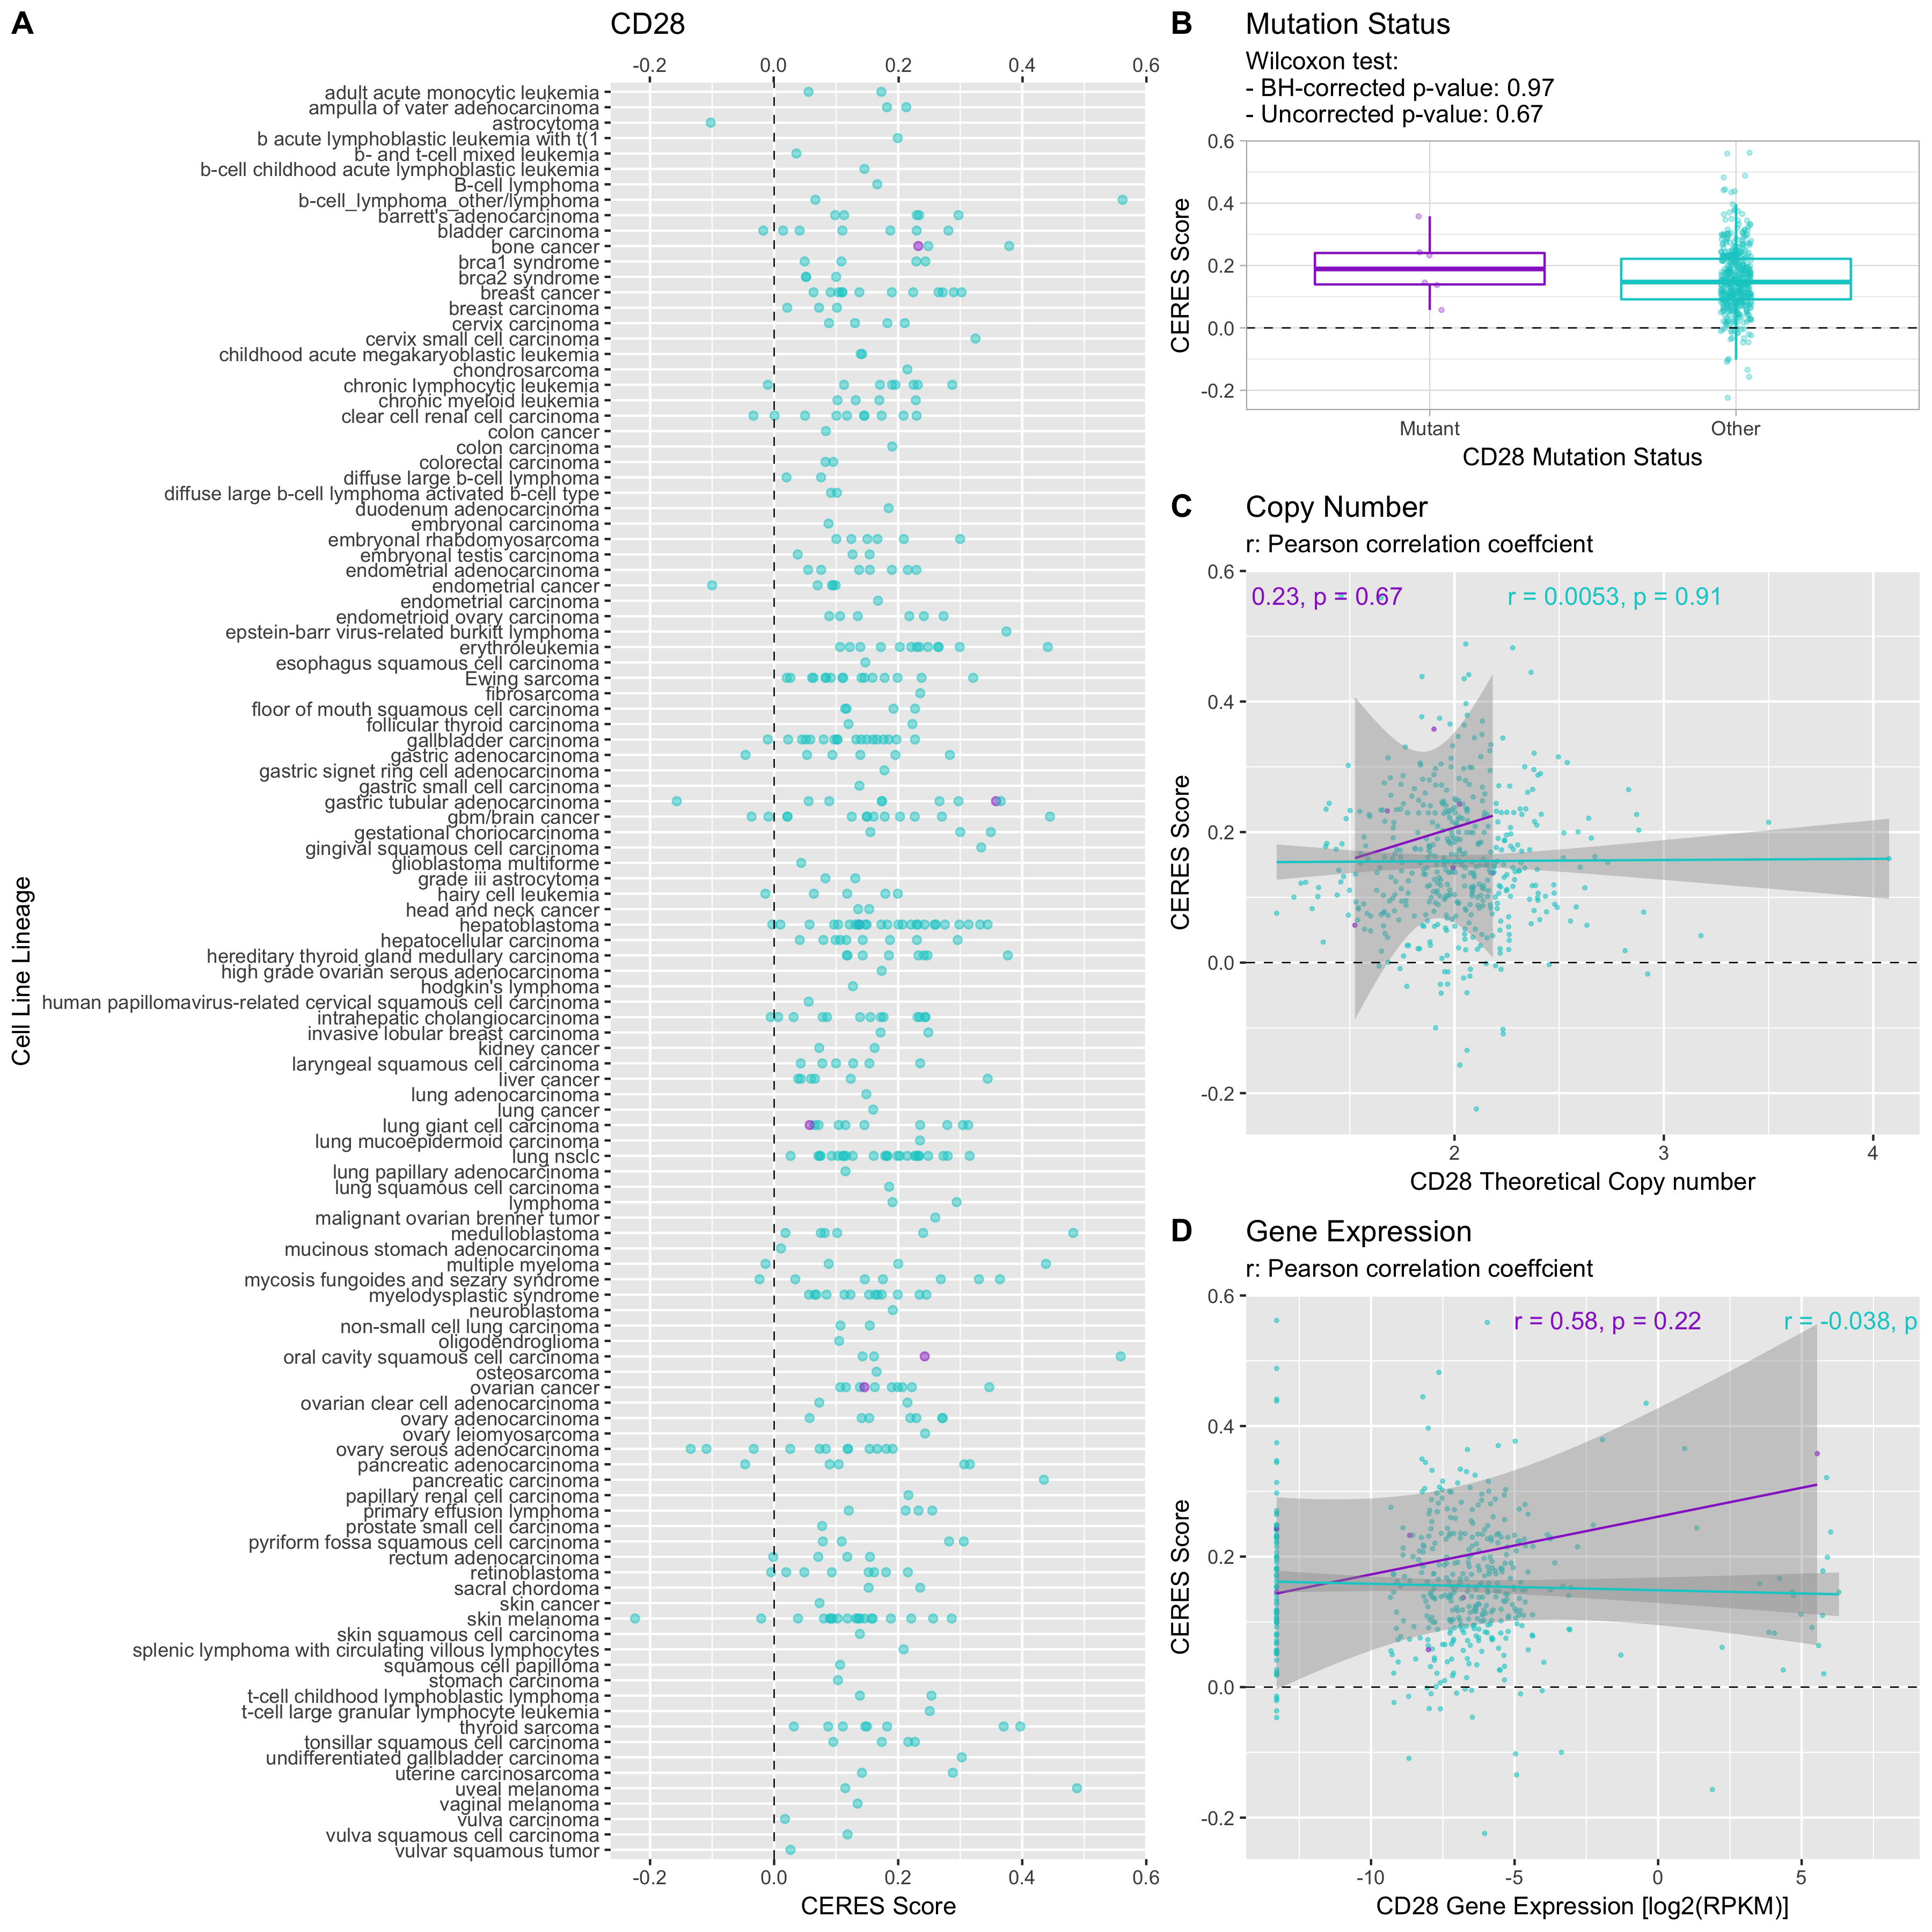 A
CD28
-0.2 0.0 0.2 0.4 0.6
Cell Line Lineage
adult acute monocytic leukemia
ampulla of vater adenocarcinoma
astrocytoma
b acute lymphoblastic leukemia with t(1
b- and t-cell mixed leukemia
b-cell childhood acute lymphoblastic leukemia
B-cell lymphoma
b-cell_lymphoma_other/lymphoma
barrett's adenocarcinoma
bladder carcinoma
bone cancer
brca1 syndrome
brca2 syndrome
breast cancer
breast carcinoma
cervix carcinoma
cervix small cell carcinoma
childhood acute megakaryoblastic leukemia
chondrosarcoma
chronic lymphocytic leukemia
chronic myeloid leukemia
clear cell renal cell carcinoma
colon cancer
colon carcinoma
colorectal carcinoma
diffuse large b-cell lymphoma
diffuse large b-cell lymphoma activated b-cell type
duodenum adenocarcinoma
embryonal carcinoma
embryonal rhabdomyosarcoma
embryonal testis carcinoma
endometrial adenocarcinoma
endometrial cancer
endometrial carcinoma
endometrioid ovary carcinoma
epstein-barr virus-related burkitt lymphoma
erythroleukemia
esophagus squamous cell carcinoma
Ewing sarcoma
fibrosarcoma
floor of mouth squamous cell carcinoma
follicular thyroid carcinoma
gallbladder carcinoma
gastric adenocarcinoma
gastric signet ring cell adenocarcinoma
gastric small cell carcinoma
gastric tubular adenocarcinoma
gbm/brain cancer
gestational choriocarcinoma
gingival squamous cell carcinoma
glioblastoma multiforme
grade iii astrocytoma
hairy cell leukemia
head and neck cancer
hepatoblastoma
hepatocellular carcinoma
hereditary thyroid gland medullary carcinoma
high grade ovarian serous adenocarcinoma
hodgkin's lymphoma
human papillomavirus-related cervical squamous cell carcinoma
intrahepatic cholangiocarcinoma
invasive lobular breast carcinoma
kidney cancer
laryngeal squamous cell carcinoma
liver cancer
lung adenocarcinoma
lung cancer
lung giant cell carcinoma
lung mucoepidermoid carcinoma
lung nsclc
lung papillary adenocarcinoma
lung squamous cell carcinoma
lymphoma
malignant ovarian brenner tumor
medulloblastoma
mucinous stomach adenocarcinoma
multiple myeloma
mycosis fungoides and sezary syndrome
myelodysplastic syndrome
neuroblastoma
non-small cell lung carcinoma
oligodendroglioma
oral cavity squamous cell carcinoma
osteosarcoma
ovarian cancer
ovarian clear cell adenocarcinoma
ovary adenocarcinoma
ovary leiomyosarcoma
ovary serous adenocarcinoma
pancreatic adenocarcinoma
pancreatic carcinoma
papillary renal cell carcinoma
primary effusion lymphoma
prostate small cell carcinoma
pyriform fossa squamous cell carcinoma
rectum adenocarcinoma
retinoblastoma
sacral chordoma
skin cancer
skin melanoma
skin squamous cell carcinoma
splenic lymphoma with circulating villous lymphocytes
squamous cell papilloma
stomach carcinoma
t-cell childhood lymphoblastic lymphoma
t-cell large granular lymphocyte leukemia
thyroid sarcoma
tonsillar squamous cell carcinoma
undifferentiated gallbladder carcinoma
uterine carcinosarcoma
uveal melanoma
vaginal melanoma
vulva carcinoma
vulva squamous cell carcinoma
vulvar squamous tumor
-0.2 0.0 0.2 0.4 0.6
CERES Score
B
Mutation Status
Wilcoxon test:
- BH-corrected p-value: 0.97
- Uncorrected p-value: 0.67
CERES Score
0.6
0.4
0.2
0.0
-0.2
Mutant Other
CD28 Mutation Status
C
Copy Number
r: Pearson correlation coeffcient
0.23, p = 0.67 r = 0.0053, p = 0.91
CERES Score
0.6
0.4
0.2
0.0
-0.2
2 3 4
CD28 Theoretical Copy number
D
Gene Expression
r: Pearson correlation coeffcient
r = 0.58, p = 0.22 r = -0.038, p
CERES Score
0.6
0.4
0.2
0.0
-0.2
-10 -5 0 5
CD28 Gene Expression [log2(RPKM)]